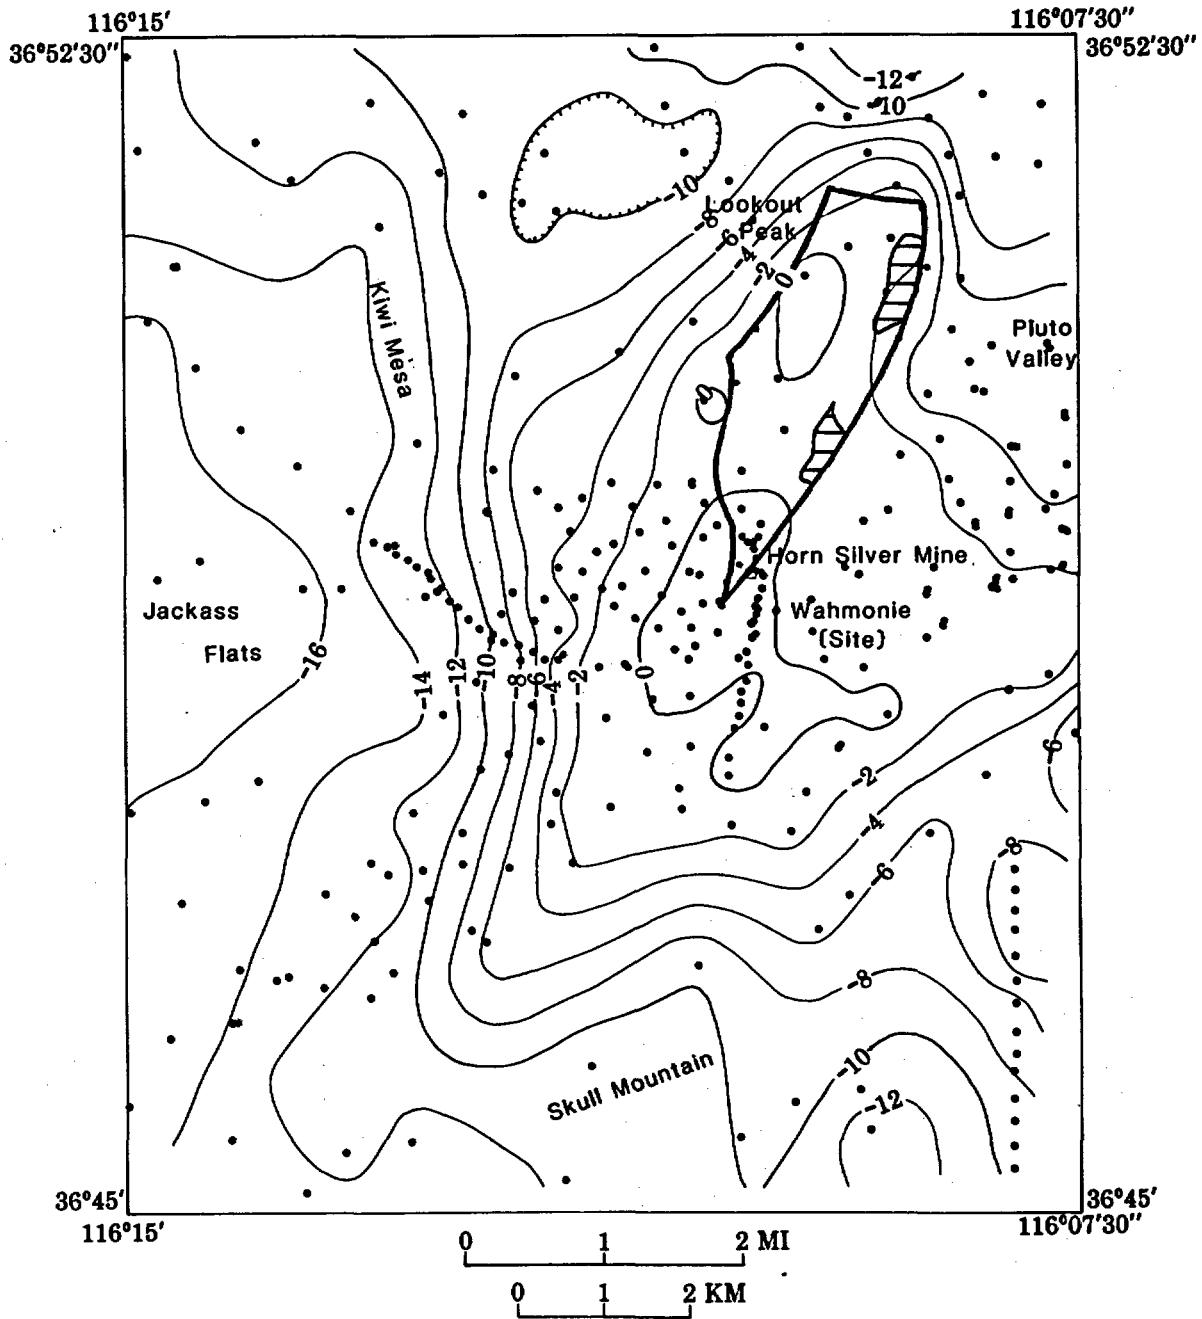 116°15′
116°07′30″
36°52′30″
36°52′30″
-12
-10
-10
Lookout
Peak
-8
-6
-4
-2
0
Kiwi Mesa
Pluto
Valley
Horn Silver Mine
Wahmonie
(Site)
Jackass
Flats
-16
-14
-12
-10
-8
-6
-4
-2
0
-2
-4
-6
-6
-8
-8
-10
-12
Skull Mountain
36°45′
36°45′
116°15′
116°07′30″
0 1 2 MI
0 1 2 KM